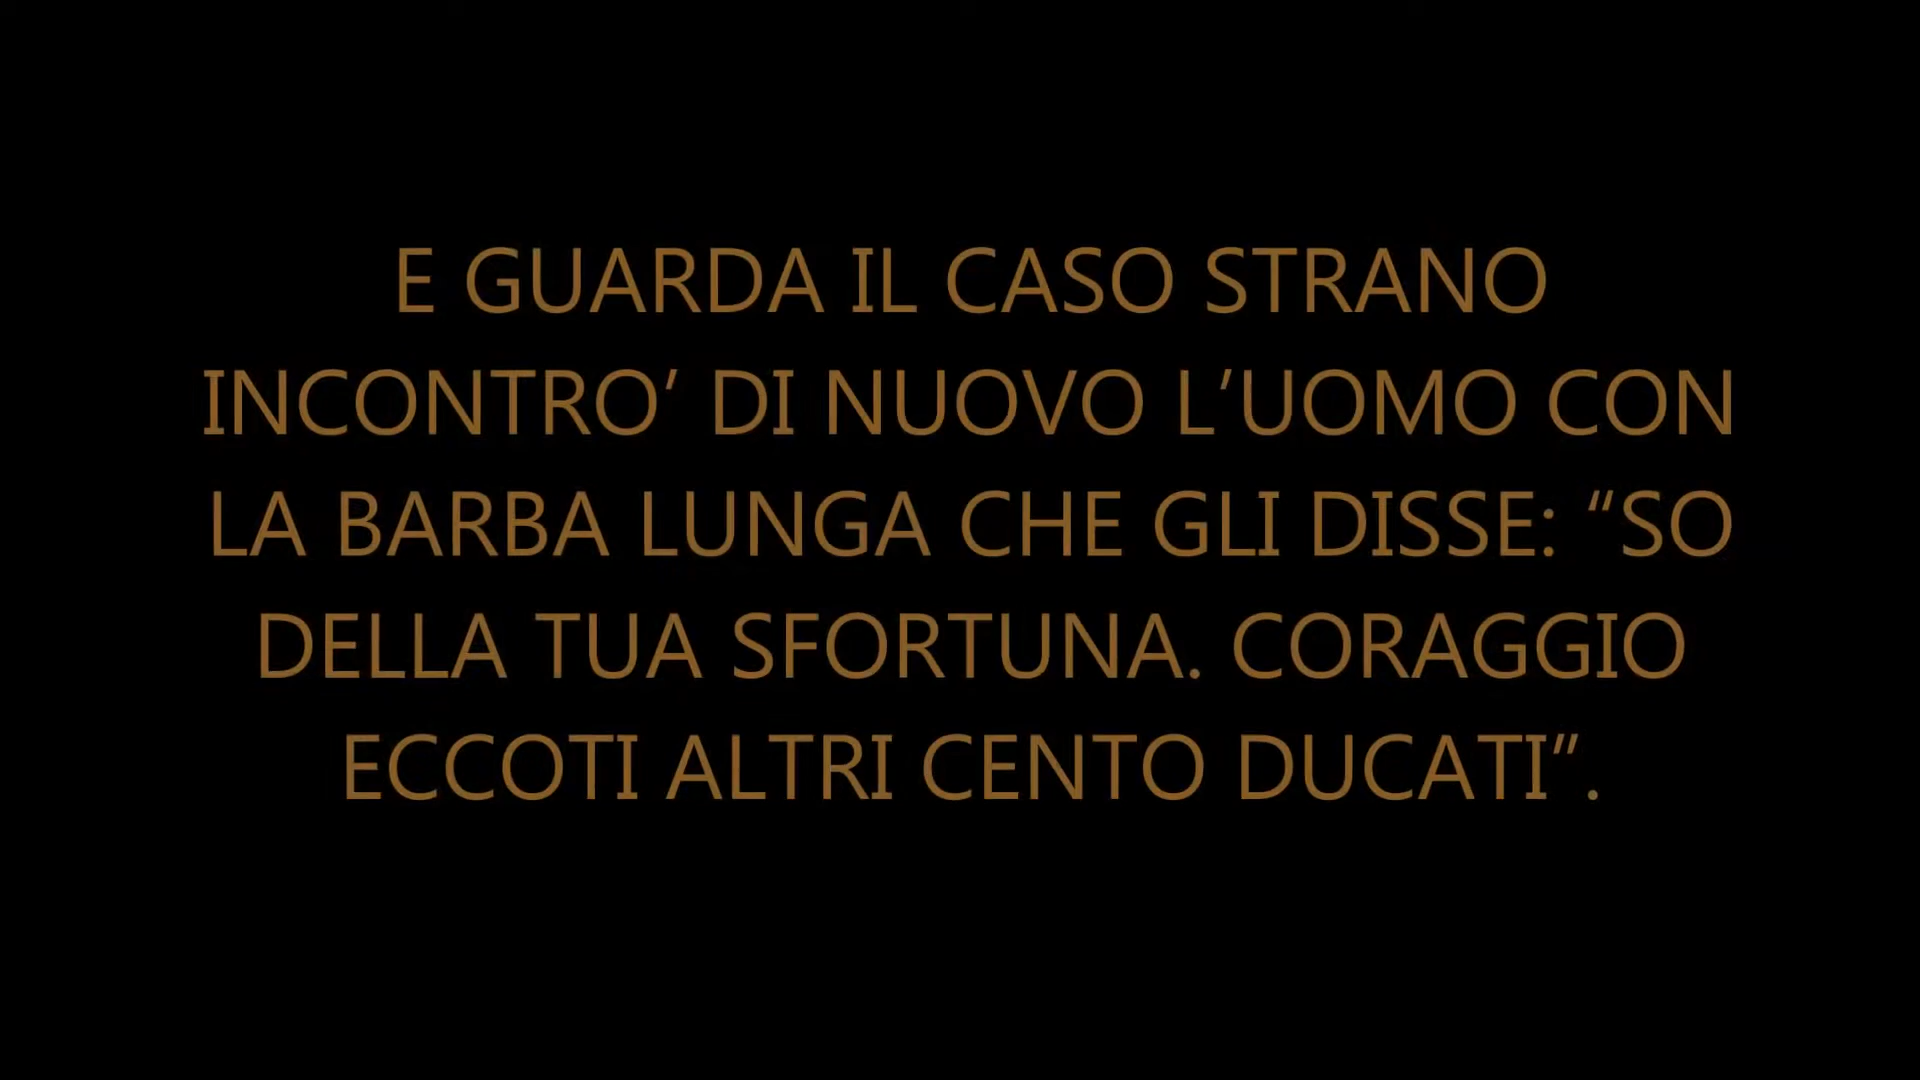 E GUARDA IL CASO STRANO
INCONTRO’ DI NUOVO L’UOMO CON
LA BARBA LUNGA CHE GLI DISSE: “SO
DELLA TUA SFORTUNA. CORAGGIO
ECCOTI ALTRI CENTO DUCATI”.